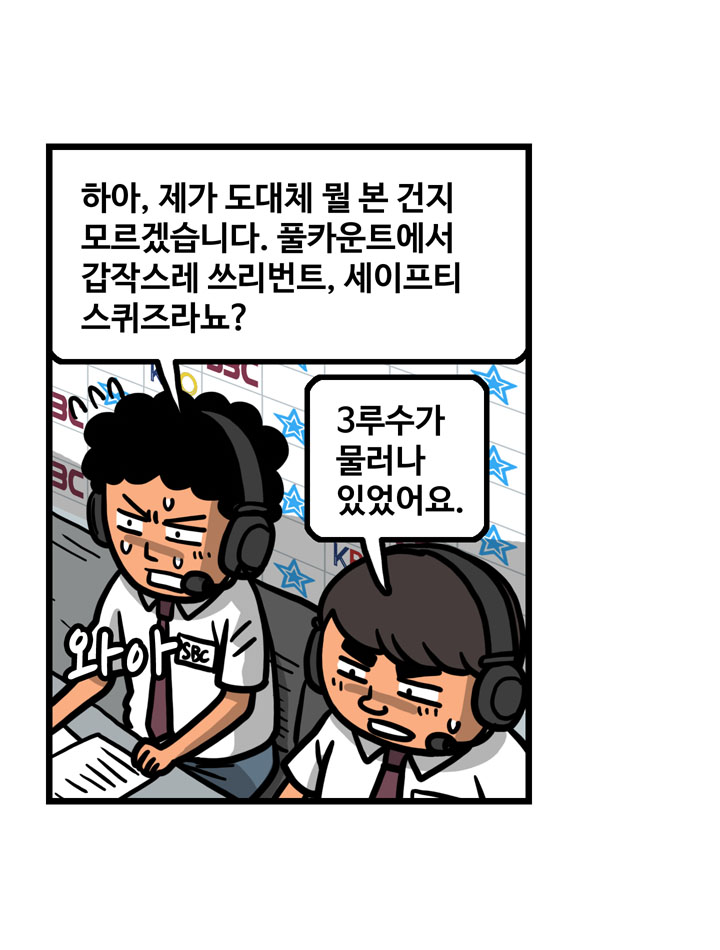 하아, 제가 도대체 뭘 본 건지
모르겠습니다. 풀카운트에서
갑작스레 쓰리번트, 세이프티
스퀴즈라뇨?
3루수가
물러나
있었어요.
와아
SBC